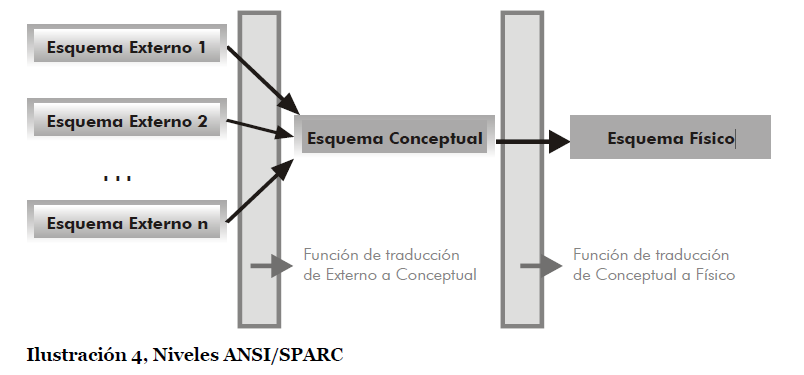 Esquema Externo 1
Esquema Externo 2
...
Esquema Externo n
Esquema Conceptual
Esquema Físico
Función de traducción
de Externo a Conceptual
Función de traducción
de Conceptual a Físico
Ilustración 4, Niveles ANSI/SPARC